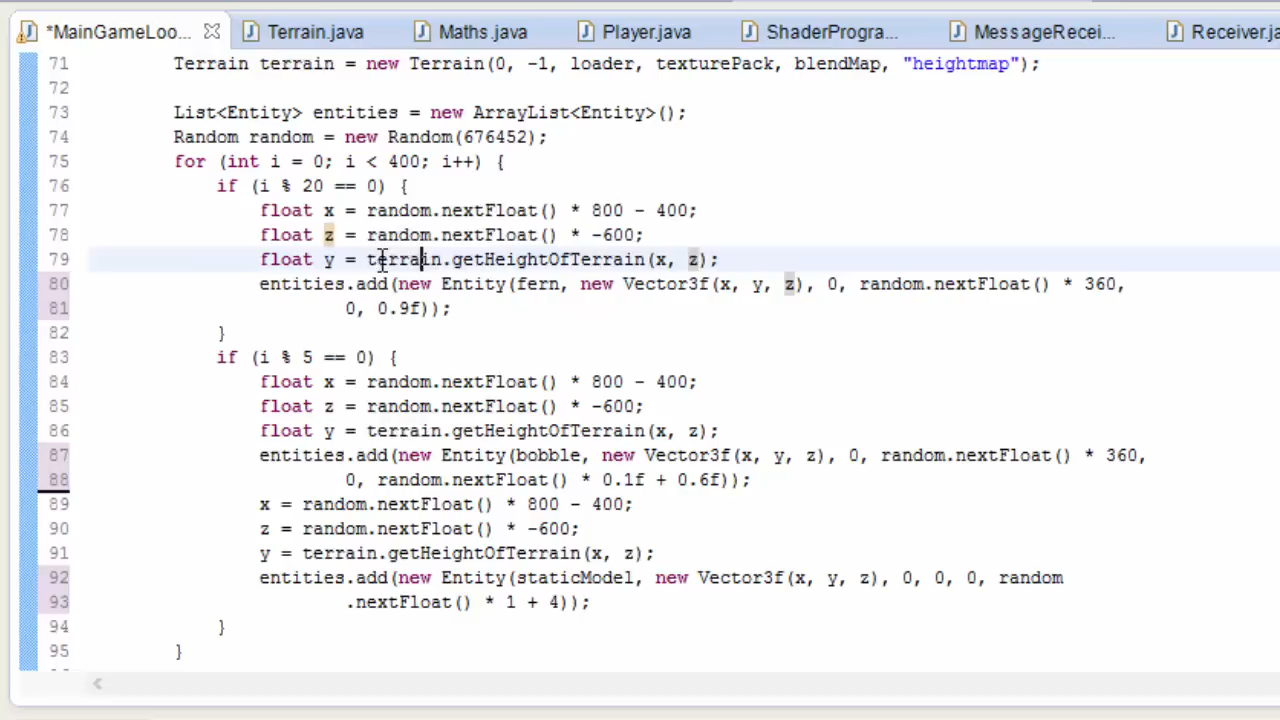 *MainGameLoo... Terrain.java Maths.java Player.java ShaderProgra... MessageRecei... Receiver.ja
71 Terrain terrain = new Terrain(0, -1, loader, texturePack, blendMap, "heightmap");
72
73 List<Entity> entities = new ArrayList<Entity>();
74 Random random = new Random(676452);
75 for (int i = 0; i < 400; i++) {
76 if (i % 20 == 0) {
77 float x = random.nextFloat() * 800 - 400;
78 float z = random.nextFloat() * -600;
79 float y = terrain.getHeightOfTerrain(x, z);
80 entities.add(new Entity(fern, new Vector3f(x, y, z), 0, random.nextFloat() * 360,
81 0, 0.9f));
82 }
83 if (i % 5 == 0) {
84 float x = random.nextFloat() * 800 - 400;
85 float z = random.nextFloat() * -600;
86 float y = terrain.getHeightOfTerrain(x, z);
87 entities.add(new Entity(bobble, new Vector3f(x, y, z), 0, random.nextFloat() * 360,
88 0, random.nextFloat() * 0.1f + 0.6f));
89 x = random.nextFloat() * 800 - 400;
90 z = random.nextFloat() * -600;
91 y = terrain.getHeightOfTerrain(x, z);
92 entities.add(new Entity(staticModel, new Vector3f(x, y, z), 0, 0, 0, random
93 .nextFloat() * 1 + 4));
94 }
95 }